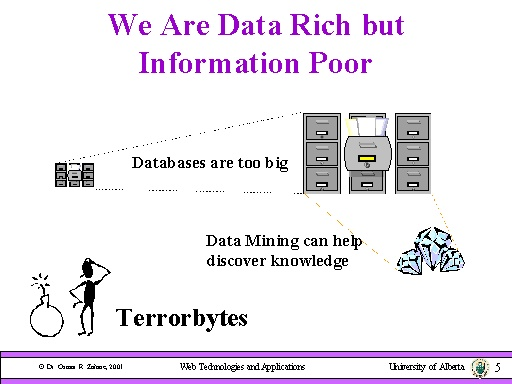 We Are Data Rich but
Information Poor
Databases are too big
Data Mining can help
discover knowledge
Terrorbytes
© Dr. Osmar R. Zaïane, 2001
Web Technologies and Applications
University of Alberta
5